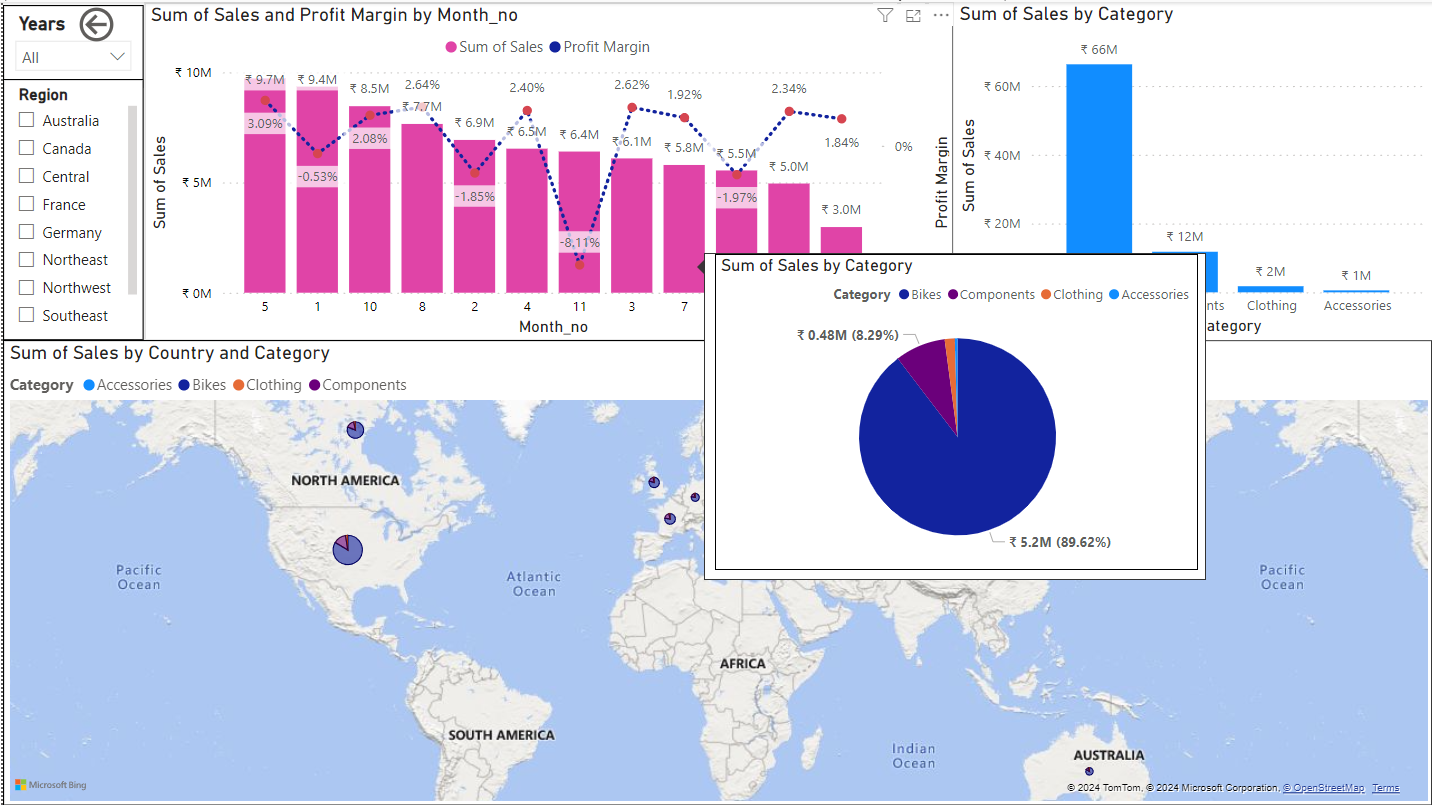 Years
All
Region
Australia
Canada
Central
France
Germany
Northeast
Northwest
Southeast
Sum of Sales and Profit Margin by Month_no
Sum of Sales Profit Margin
Sum of Sales
₹ 10M
₹ 5M
₹ 0M
₹ 9.7M ₹ 9.4M ₹ 8.5M ₹ 7.7M ₹ 6.9M ₹ 6.5M ₹ 6.4M ₹ 6.1M ₹ 5.8M ₹ 5.5M ₹ 5.0M ₹ 3.0M
3.09% -0.53% 2.08% 2.64% -1.85% 2.40% -8.11% 2.62% 1.92% -1.97% 2.34% 1.84%
0%
Profit Margin
5 1 10 8 2 4 11 3 7
Month_no
Sum of Sales by Category
Sum of Sales
₹ 60M
₹ 40M
₹ 20M
₹ 66M
₹ 12M
₹ 2M
₹ 1M
nts Clothing Accessories
ategory
Sum of Sales by Category
Category Bikes Components Clothing Accessories
₹ 0.48M (8.29%)
₹ 5.2M (89.62%)
Sum of Sales by Country and Category
Category Accessories Bikes Clothing Components
NORTH AMERICA
Pacific
Ocean
Atlantic
Ocean
Pacific
Ocean
AFRICA
SOUTH AMERICA
Indian
Ocean
AUSTRALIA
Microsoft Bing
© 2024 TomTom, © 2024 Microsoft Corporation, © OpenStreetMap Terms